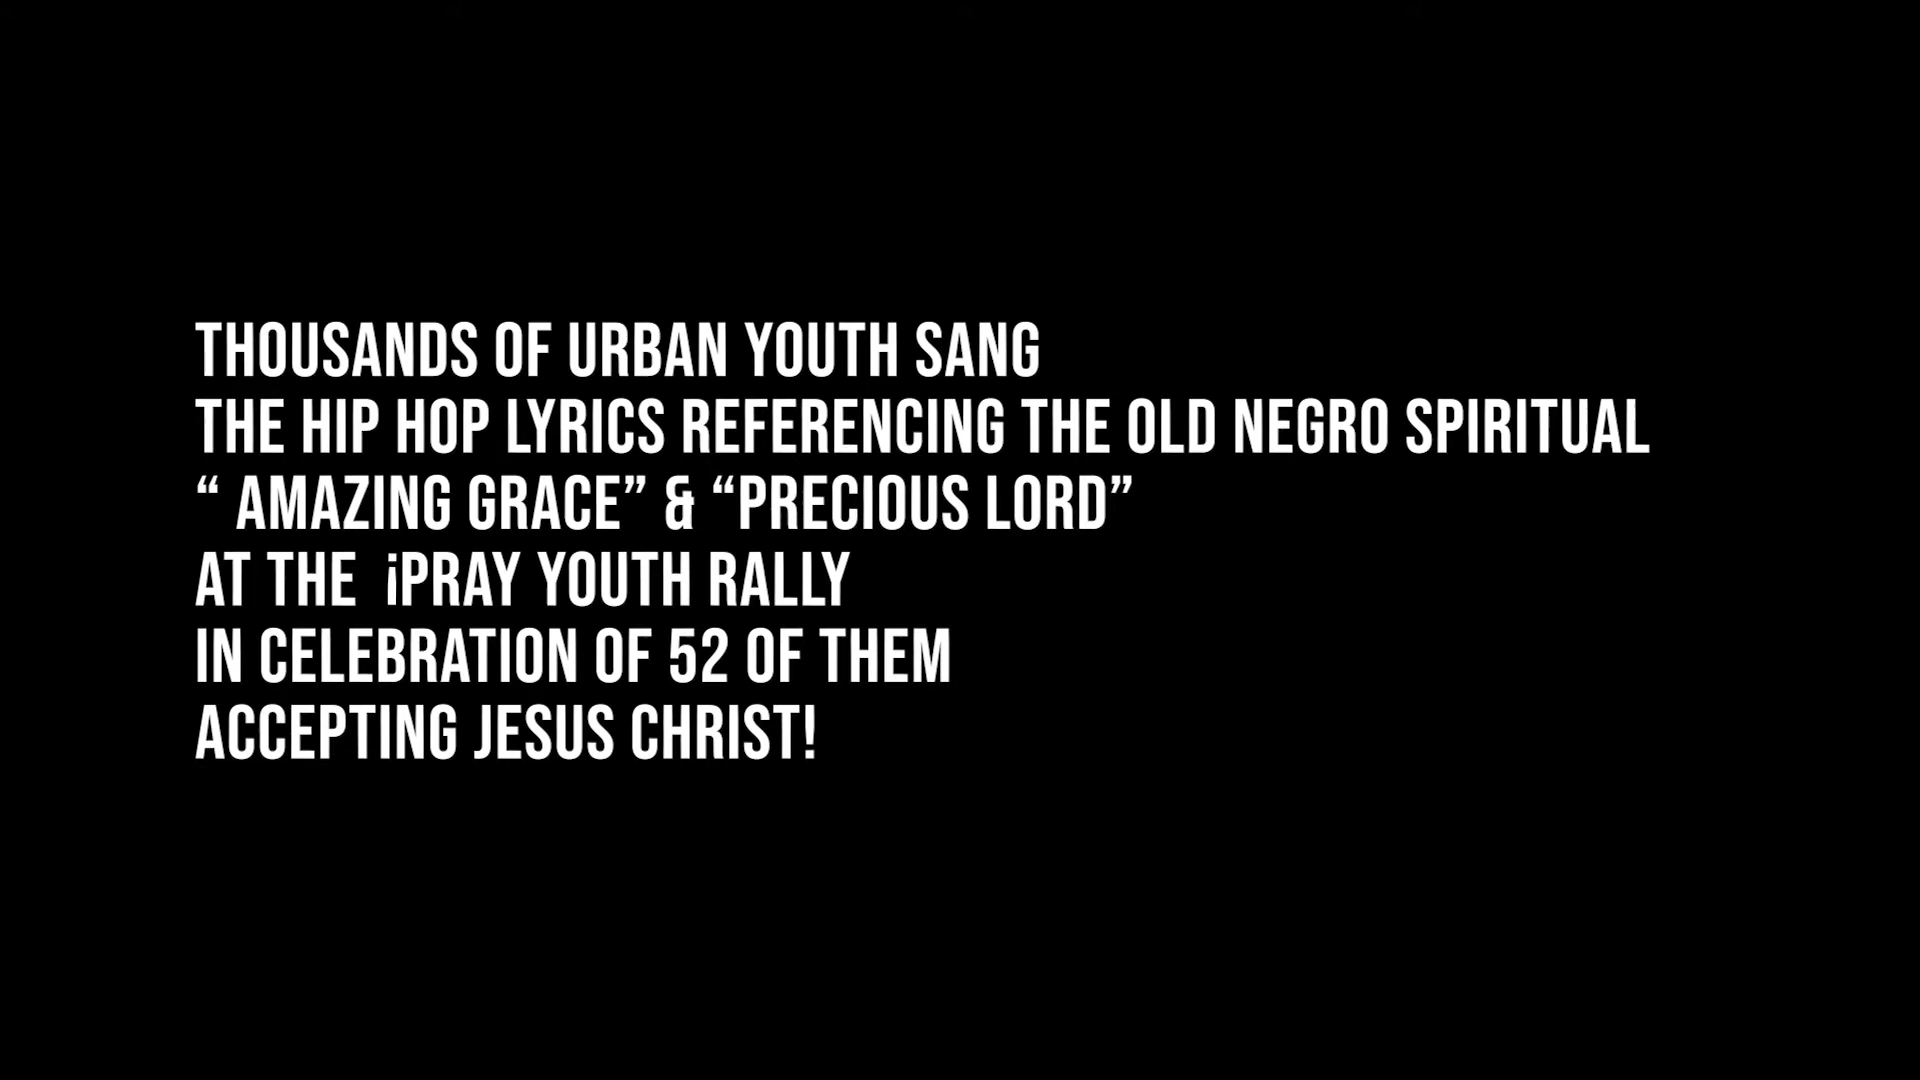 THOUSANDS OF URBAN YOUTH SANG
THE HIP HOP LYRICS REFERENCING THE OLD NEGRO SPIRITUAL
“ AMAZING GRACE” & “PRECIOUS LORD”
AT THE  iPRAY YOUTH RALLY
IN CELEBRATION OF 52 OF THEM
ACCEPTING JESUS CHRIST!